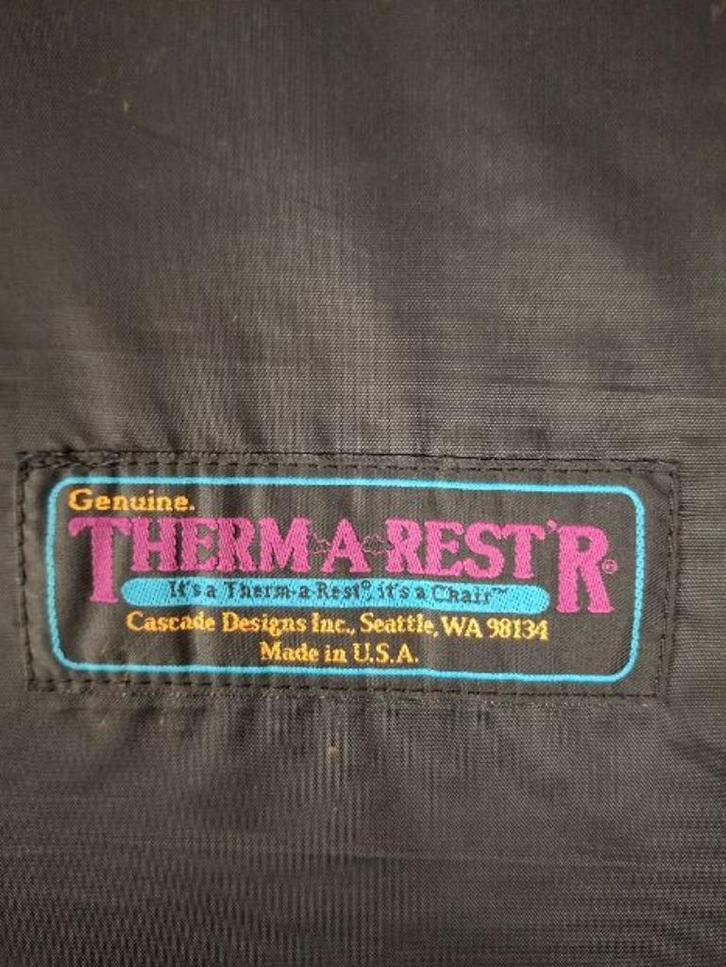 Genuine.
THERM·A·REST'R®
It's a Therm-a-Rest®, it's a Chair™
Cascade Designs Inc., Seattle, WA 98134
Made in U.S.A.